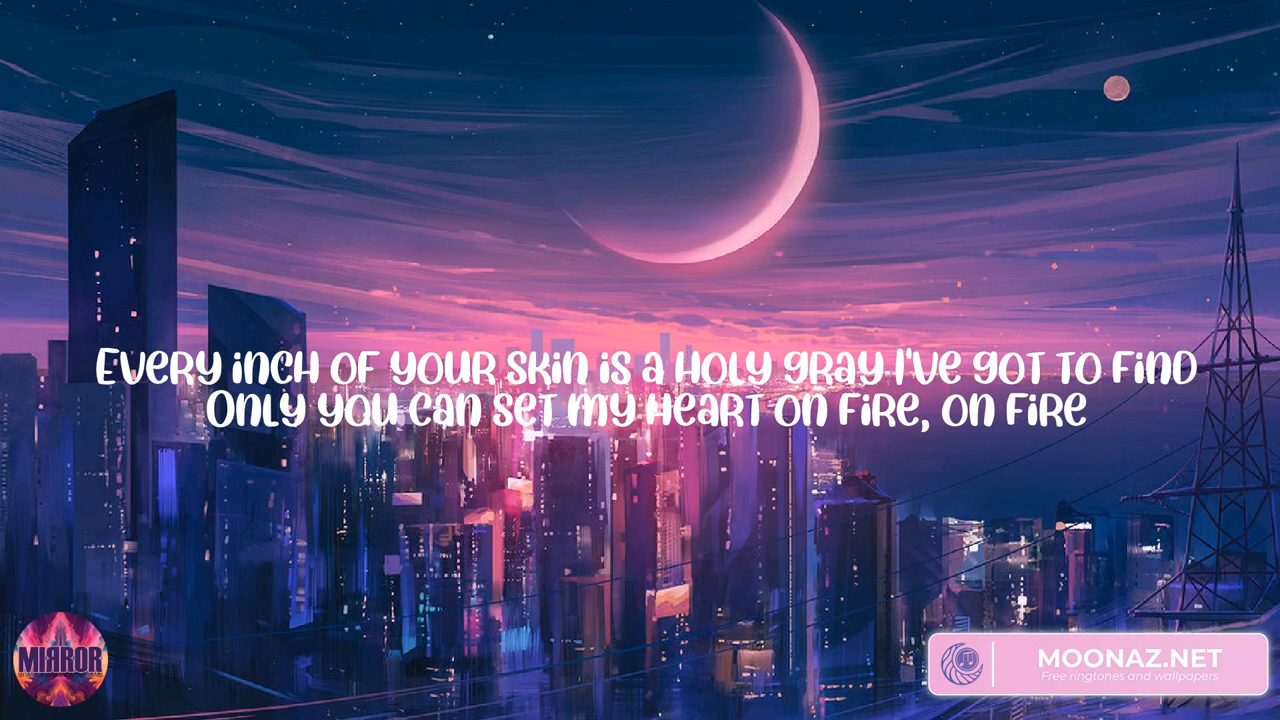 Every inch of your skin is a holy gray I've got to find
Only you can set my heart on fire, on fire
MIRROR
MOONAZ.NET
Free ringtones and wallpapers